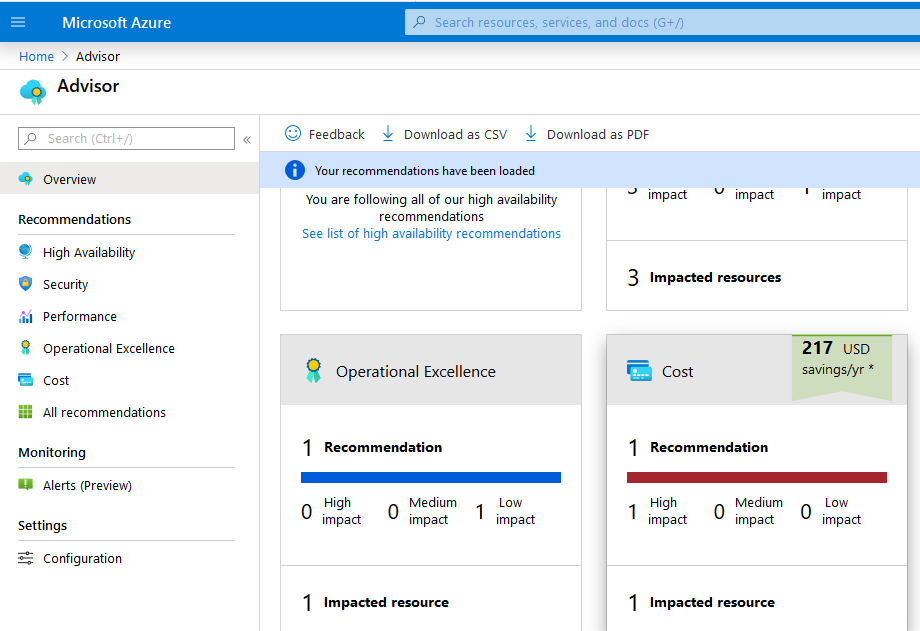 Microsoft Azure
Search resources, services, and docs (G+/)
Home > Advisor
Advisor
Search (Ctrl+/)
«
Overview
Recommendations
High Availability
Security
Performance
Operational Excellence
Cost
All recommendations
Monitoring
Alerts (Preview)
Settings
Configuration
Feedback
Download as CSV
Download as PDF
Your recommendations have been loaded
You are following all of our high availability
recommendations
See list of high availability recommendations
impact impact impact
3 Impacted resources
Operational Excellence
1 Recommendation
0 High impact 0 Medium impact 1 Low impact
1 Impacted resource
Cost
217 USD
savings/yr *
1 Recommendation
1 High impact 0 Medium impact 0 Low impact
1 Impacted resource